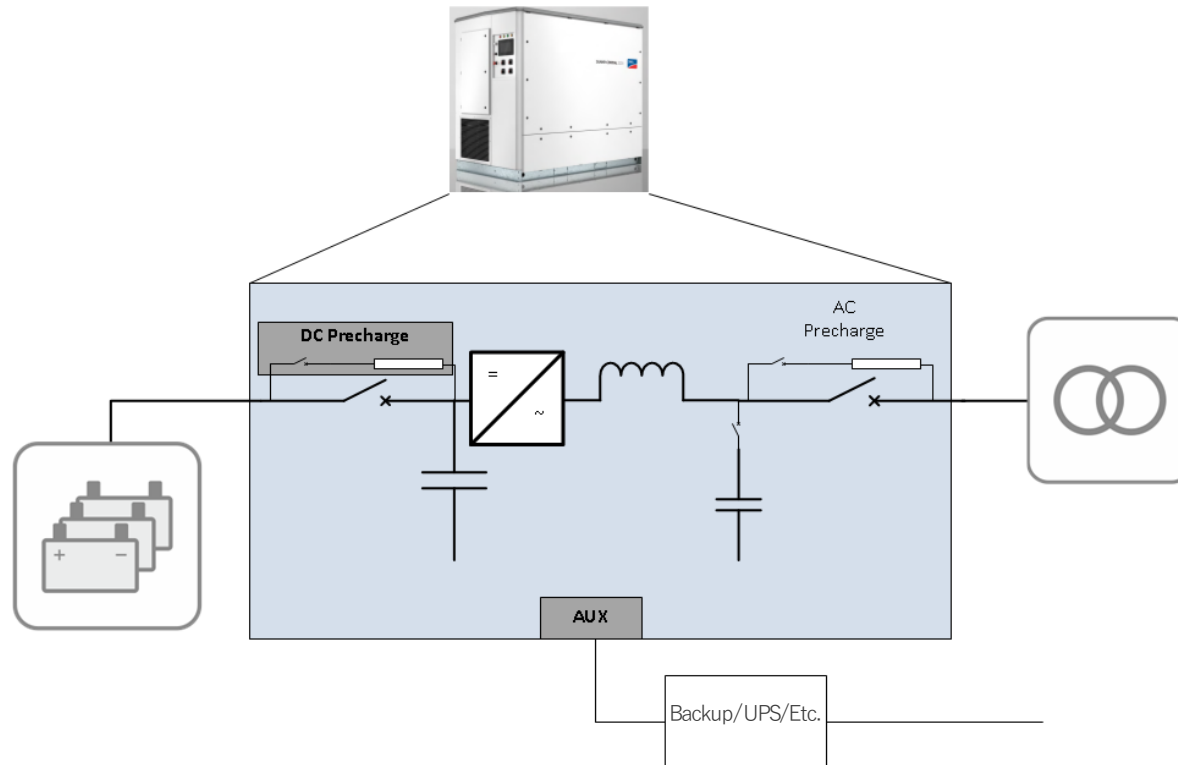 DC Precharge
AC
Precharge
=
~
+ −
AUX
Backup/UPS/Etc.